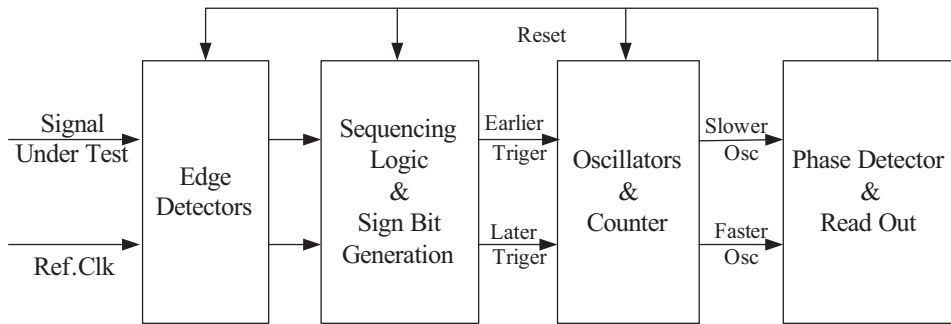 Reset
Signal
Under Test
Ref.Clk
Edge
Detectors
Sequencing
Logic
&
Sign Bit
Generation
Earlier
Triger
Later
Triger
Oscillators
&
Counter
Slower
Osc
Faster
Osc
Phase Detector
&
Read Out